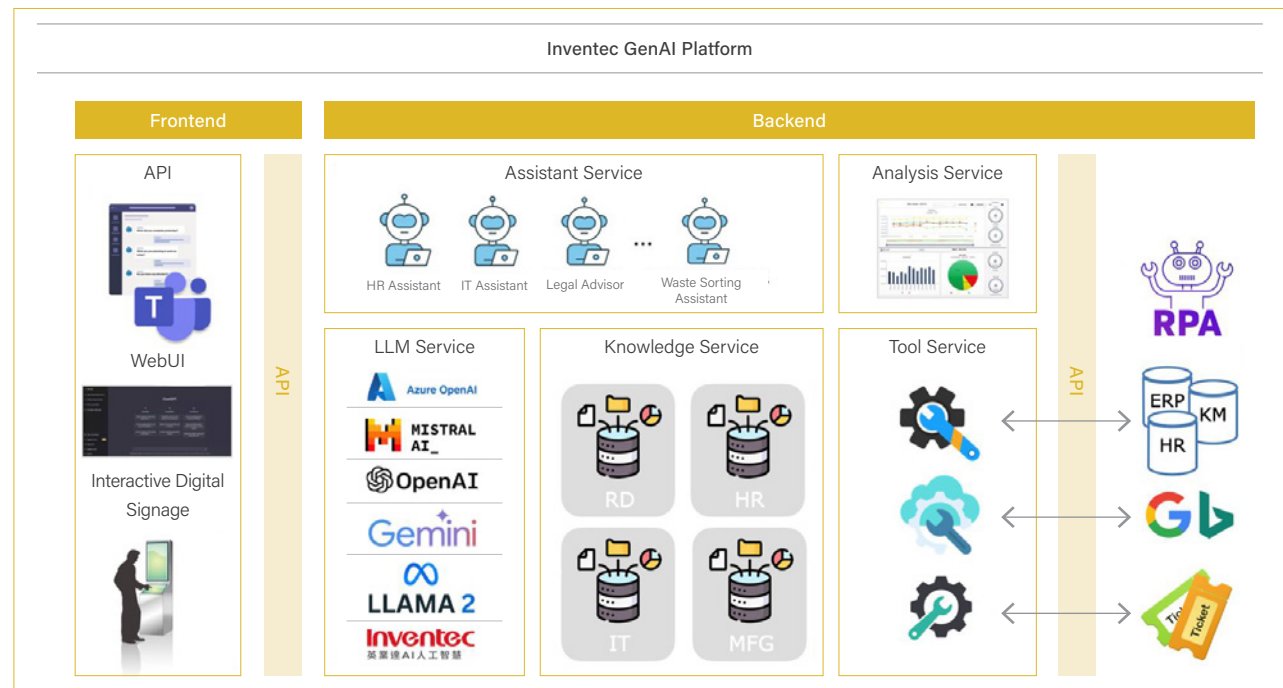 Inventec GenAI Platform
Frontend
Backend
API
WebUI
Interactive Digital
Signage
API
Assistant Service
HR Assistant
IT Assistant
Legal Advisor
...
Waste Sorting
Assistant
Analysis Service
LLM Service
Azure OpenAI
MISTRAL
AI_
OpenAI
Gemini
LLAMA 2
Inventec
英業達AI人工智慧
Knowledge Service
RD
HR
IT
MFG
Tool Service
API
RPA
ERP
KM
HR
Ticket